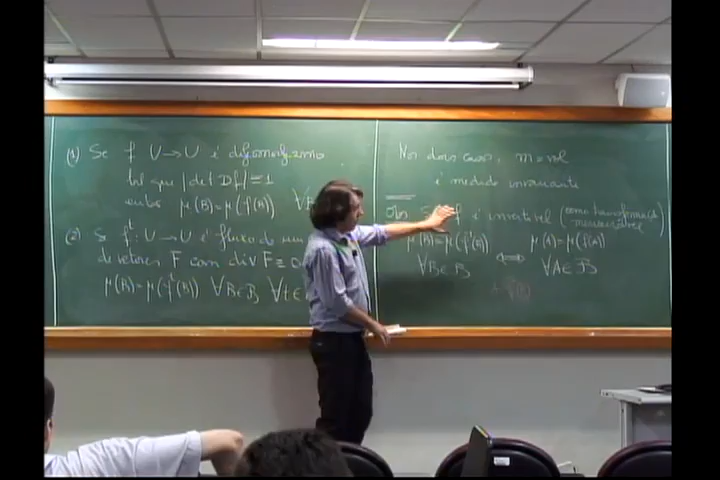 (1) Se f U→U é difeomorfismo
tal que |det Df| ≡ 1
então μ(B)=μ(f(B)) ∀
(2) Se fᵗ: U→U é fluxo de um
de vetores F com div F ≡ 0
μ(B)=μ(fᵗ(B)) ∀B∈B ∀t∈
Nos dois casos, m=vol
é medida invariante
Obs f é invertível (como transformação mensurável)
μ(B)=μ(f⁻¹(B)) ⟺ μ(A)=μ(f(A))
∀B∈B ∀A∈B